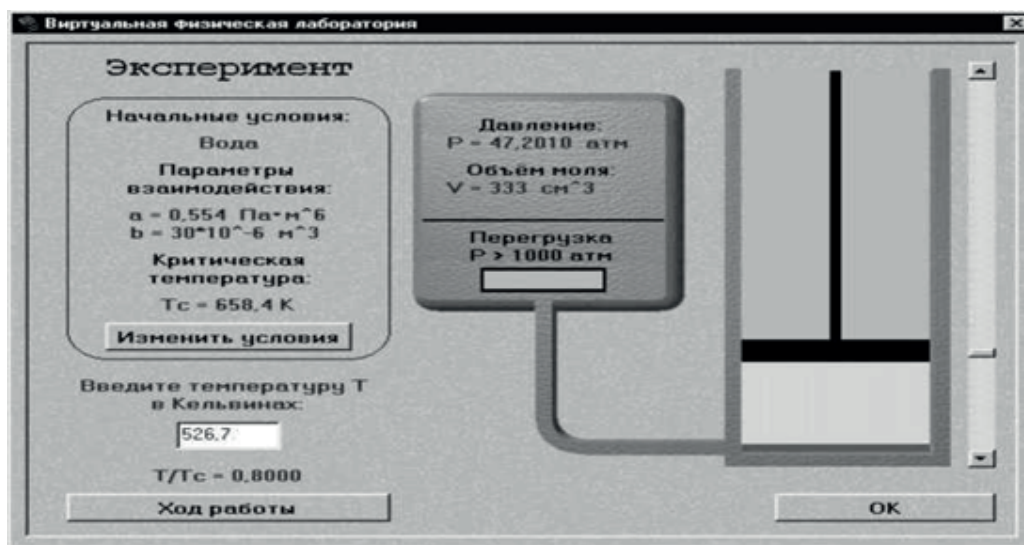 Виртуальная физическая лаборатория
Эксперимент
Начальные условия:
Вода
Параметры
взаимодействия:
a = 0,554 Па*м^6
b = 30*10^-6 м^3
Критическая
температура:
Tc = 658,4 К
Изменить условия
Введите температуру Т
в Кельвинах:
526,7
T/Tc = 0,8000
Ход работы
Давление:
P = 47,2010 атм
Объём моля:
V = 333 см^3
Перегрузка
P > 1000 атм
OK